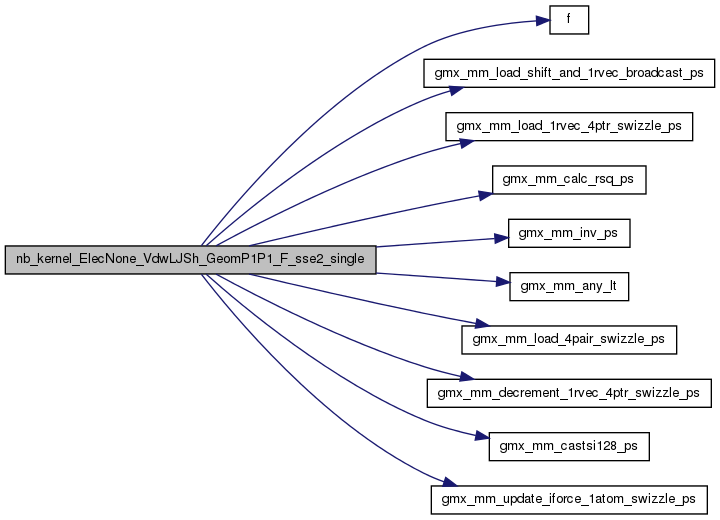 f
gmx_mm_load_shift_and_1rvec_broadcast_ps
gmx_mm_load_1rvec_4ptr_swizzle_ps
gmx_mm_calc_rsq_ps
gmx_mm_inv_ps
nb_kernel_ElecNone_VdwLJSh_GeomP1P1_F_sse2_single
gmx_mm_any_lt
gmx_mm_load_4pair_swizzle_ps
gmx_mm_decrement_1rvec_4ptr_swizzle_ps
gmx_mm_castsi128_ps
gmx_mm_update_iforce_1atom_swizzle_ps